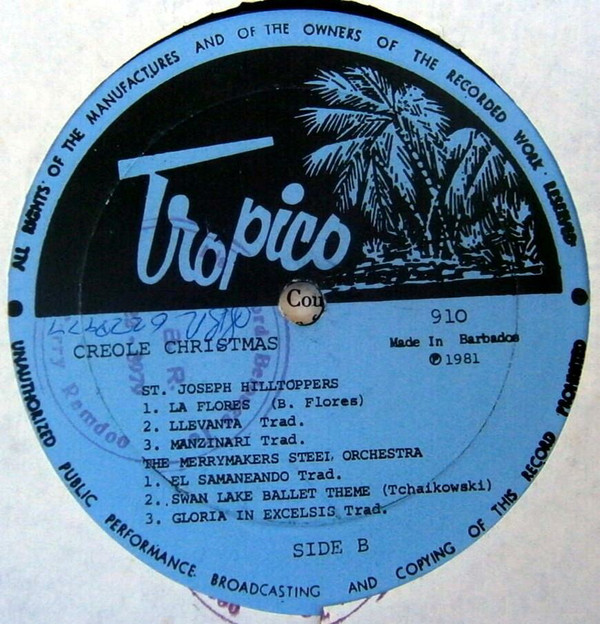 ALL RIGHTS OF THE MANUFACTURES AND OF THE OWNERS OF THE RECORDED WORK RESERVED
Tropico
Cou
910
Made In Barbados
℗1981
CREOLE CHRISTMAS
ST. JOSEPH HILLTOPPERS
1. LA FLORES (B. Flores)
2. LLEVANTA Trad.
3. MANZINARI Trad.
THE MERRYMAKERS STEEL ORCHESTRA
1. EL SAMANEANDO Trad.
2. SWAN LAKE BALLET THEME (Tchaikowski)
3. GLORIA IN EXCELSIS Trad.
SIDE B
UNAUTHORIZED PUBLIC PERFORMANCE BROADCASTING AND COPYING OF THIS RECORD PROHIBITED